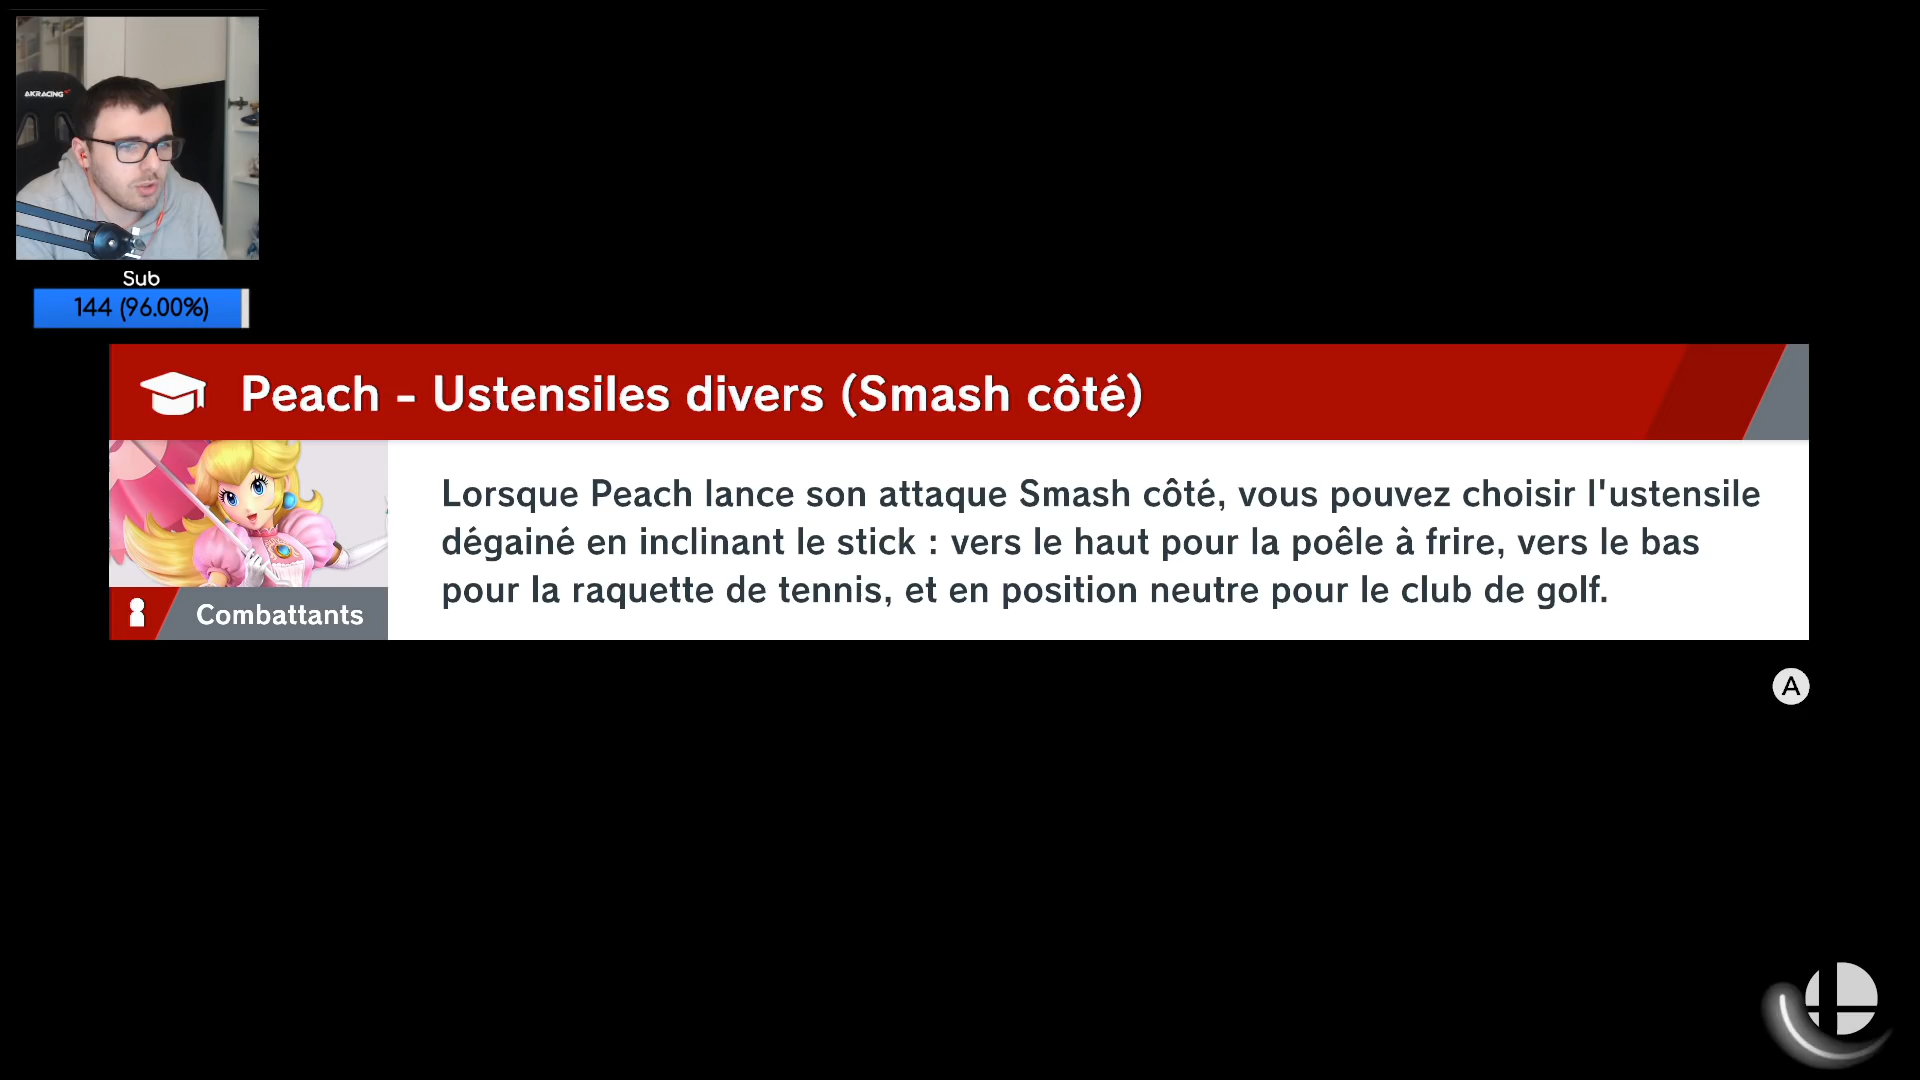 AKRACING
Sub
144 (96.00%)
Peach - Ustensiles divers (Smash côté)
Lorsque Peach lance son attaque Smash côté, vous pouvez choisir l'ustensile
dégainé en inclinant le stick : vers le haut pour la poêle à frire, vers le bas
pour la raquette de tennis, et en position neutre pour le club de golf.
Combattants
A